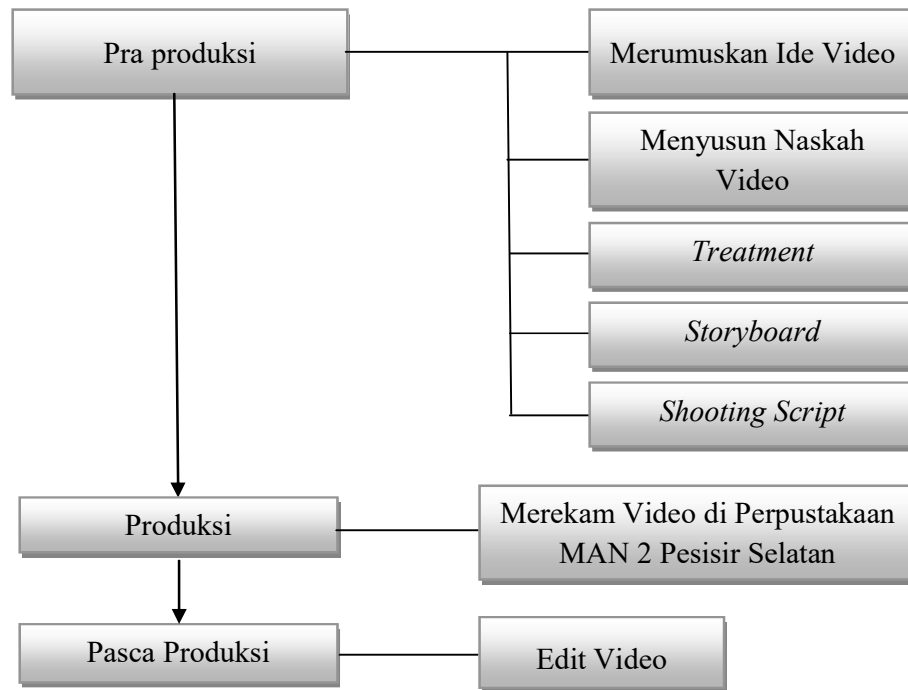 Pra produksi
Merumuskan Ide Video
Menyusun Naskah
Video
Treatment
Storyboard
Shooting Script
Produksi
Merekam Video di Perpustakaan
MAN 2 Pesisir Selatan
Pasca Produksi
Edit Video